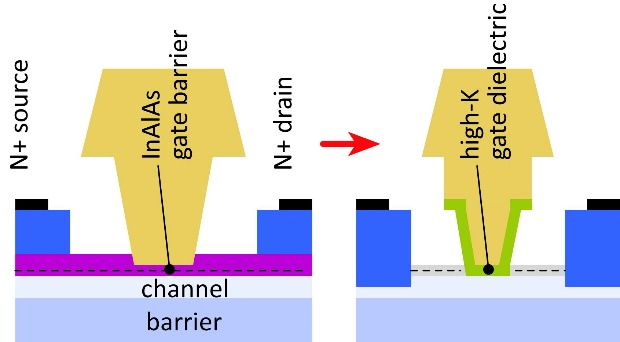 N+ source
InAlAs
gate barrier
N+ drain
high-K
gate dielectric
channel
barrier